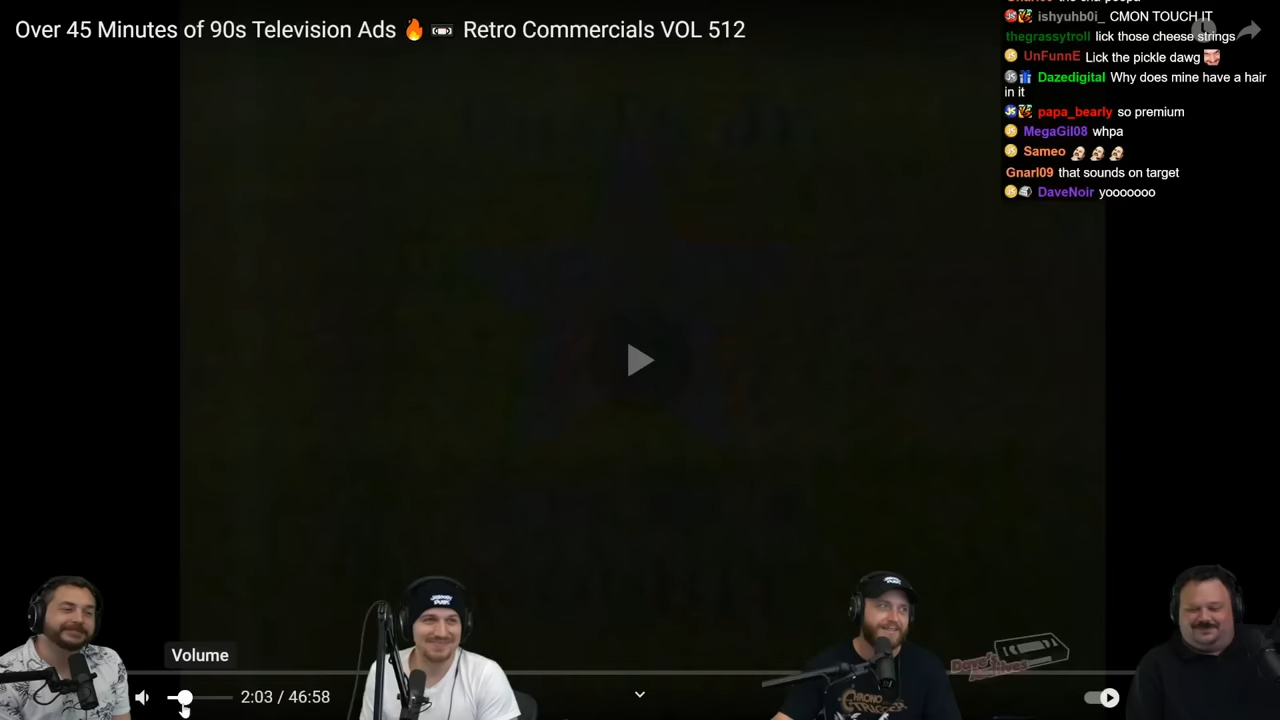 Over 45 Minutes of 90s Television Ads 🔥 📼 Retro Commercials VOL 512
ishyuhb0i_ CMON TOUCH IT
thegrassytroll lick those cheese strings
UnFunnE Lick the pickle dawg
Dazedigital Why does mine have a hair
in it
papa_bearly so premium
MegaGil08 whpa
Sameo
Gnarl09 that sounds on target
DaveNoir yooooooo
Volume
2:03 / 46:58
CHRONO
TRIGGER